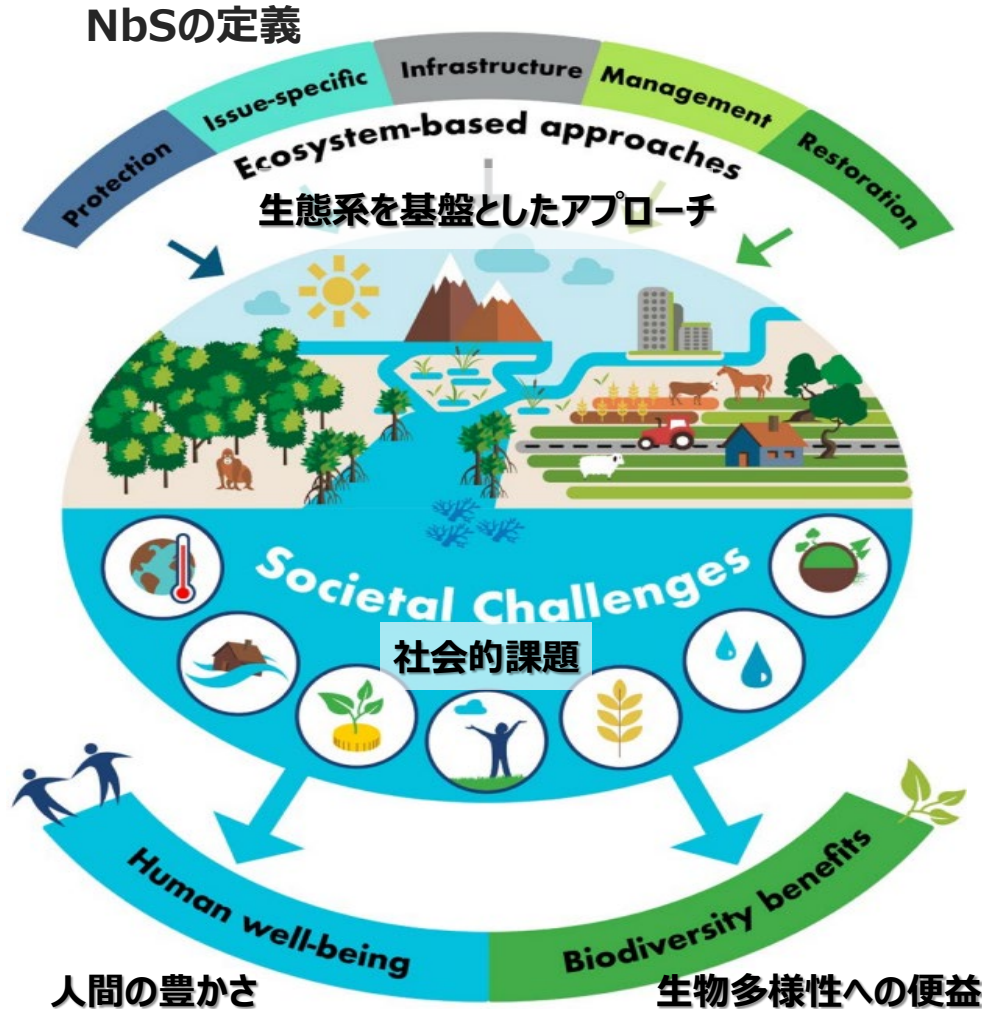 NbSの定義
Protection
Issue-specific
Infrastructure
Management
Restoration
Ecosystem-based approaches
生態系を基盤としたアプローチ
Societal Challenges
社会的課題
Human well-being
Biodiversity benefits
人間の豊かさ
生物多様性への便益